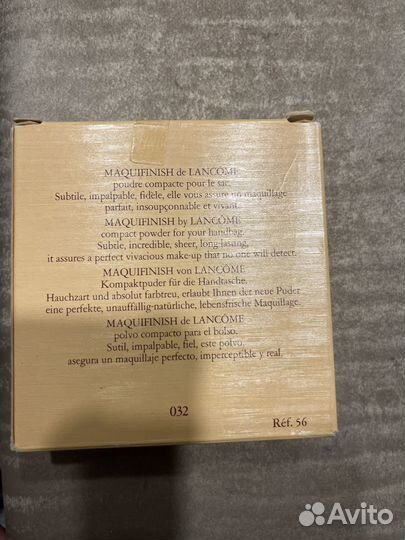 MAQUIFINISH de LANCÔME
poudre compacte pour le sac.
Subtile, impalpable, fidèle, elle vous assure un maquillage
parfait, insoupçonnable et vivant.
MAQUIFINISH by LANCÔME
compact powder for your handbag.
Subtle, incredible, sheer, long-lasting,
it assures a perfect vivacious make-up that no one will detect.
MAQUIFINISH von LANCÔME
Kompaktpuder für die Handtasche.
Hauchzart und absolut farbtreu, erlaubt Ihnen der neue Puder
eine perfekte, unauffällig-natürliche, lebensfrische Maquillage.
MAQUIFINISH de LANCÔME
polvo compacto para el bolso.
Sutil, impalpable, fiel, este polvo.
asegura un maquillaje perfecto, imperceptible y real.
032
Réf. 56
Avito